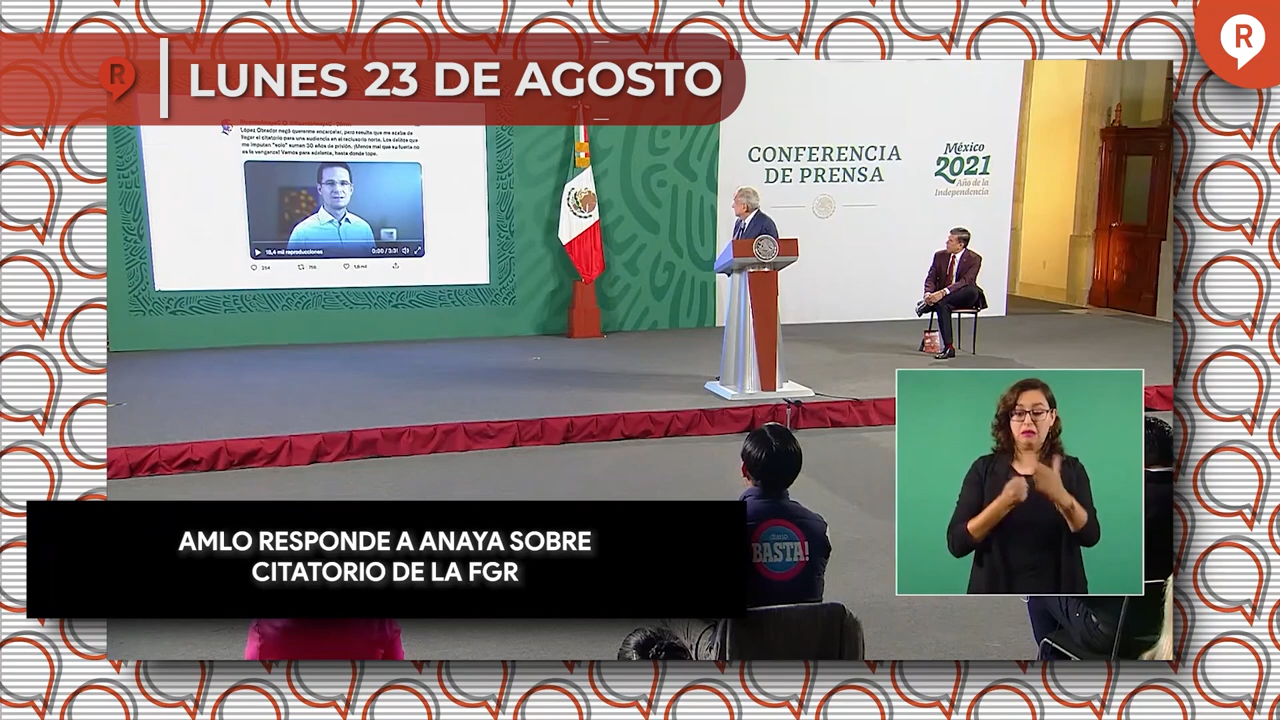 R
R
LUNES 23 DE AGOSTO
López Obrador negó quererme encarcelar, pero resulta que me acaba de
llegar el citatorio para una audiencia en el reclusorio norte. Los delitos que
me imputan "solo" suman 30 años de prisión. ¡Menos mal que su fuerte no
es la venganza! Vamos para adelante, hasta donde tope.
reproducciones
CONFERENCIA
DE PRENSA
México
2021
Año de la
Independencia
BASTA!
AMLO RESPONDE A ANAYA SOBRE
CITATORIO DE LA FGR